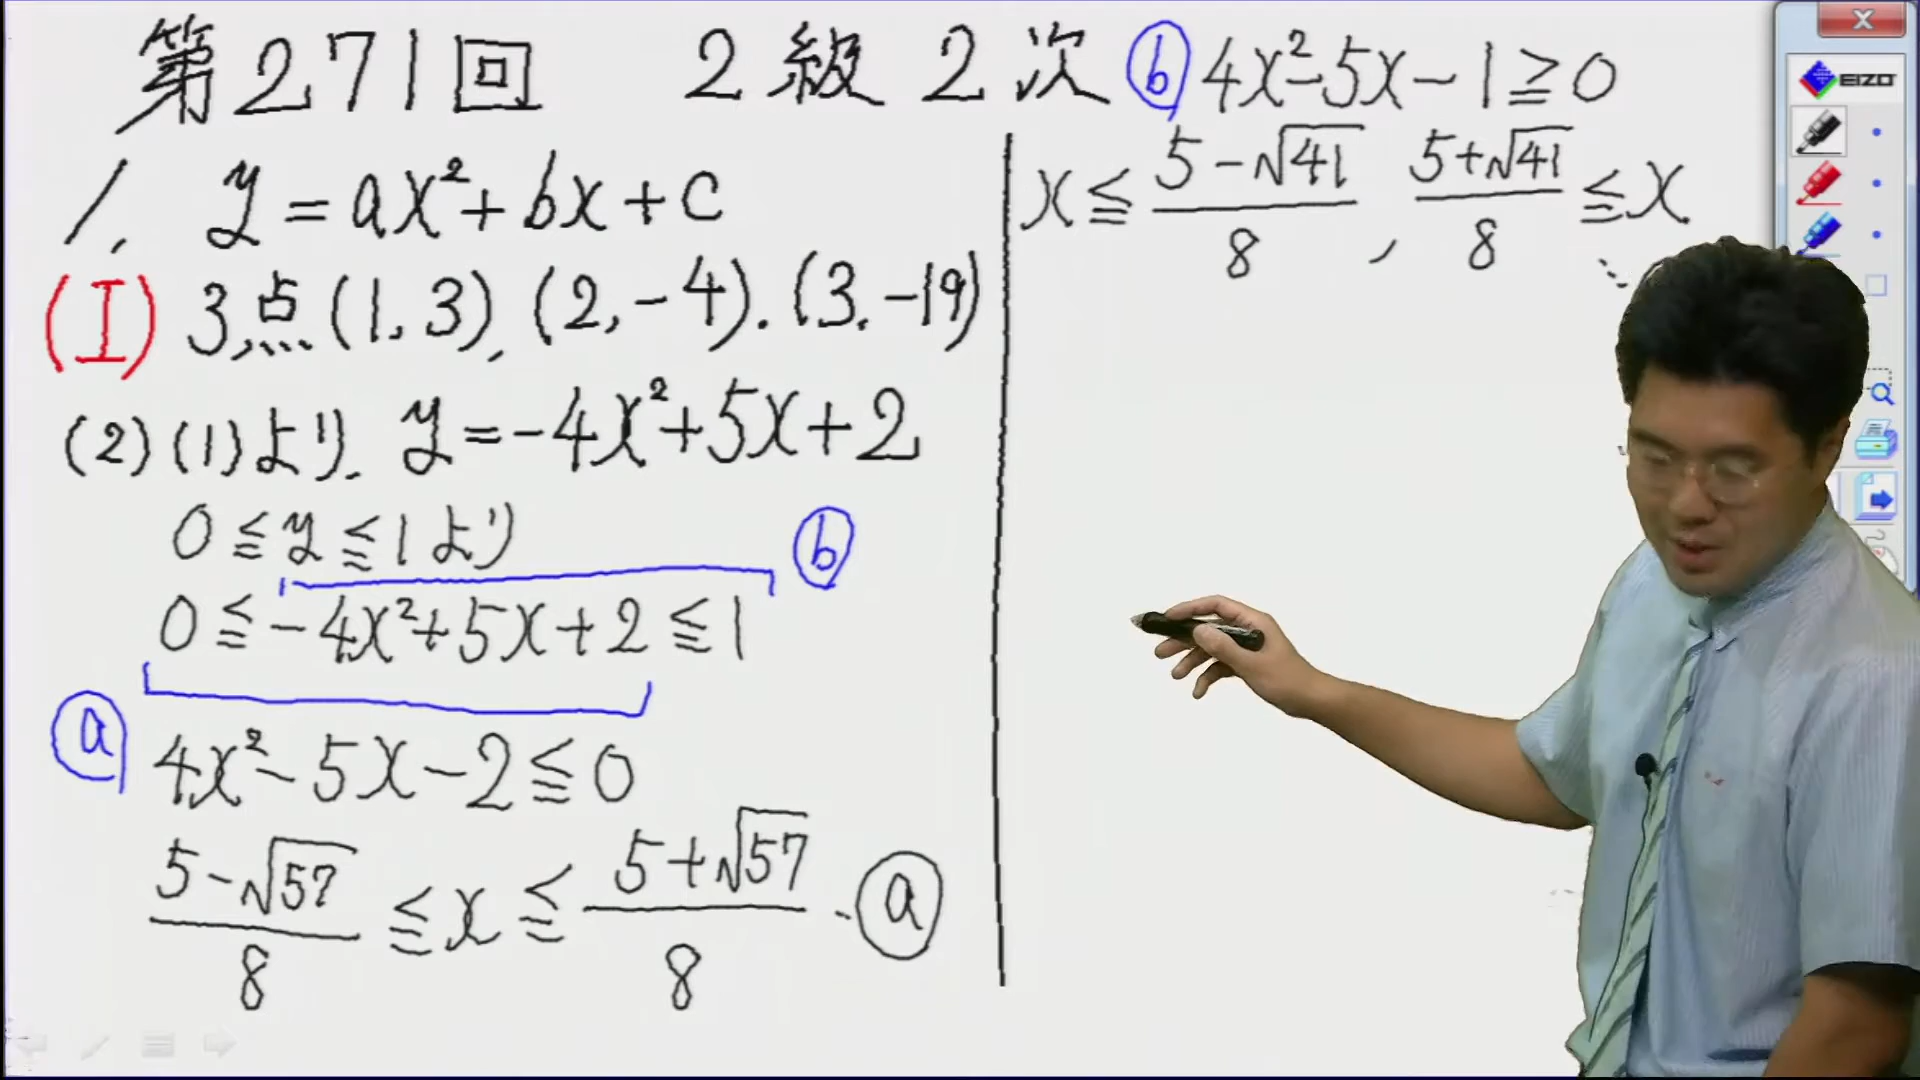 第271回 2級2次
1. y=ax²+bx+c
(I) 3点(1,3),(2,-4).(3.-19)
(2)(1)より. y=-4x²+5x+2
0≦y≦1より
ⓑ
0≦-4x²+5x+2≦1
ⓐ
4x²-5x-2≦0
(5-√57)/8≦x≦(5+√57)/8 ..ⓐ
ⓑ 4x²-5x-1≧0
x≦(5-√41)/8, (5+√41)/8≦x
EIZO